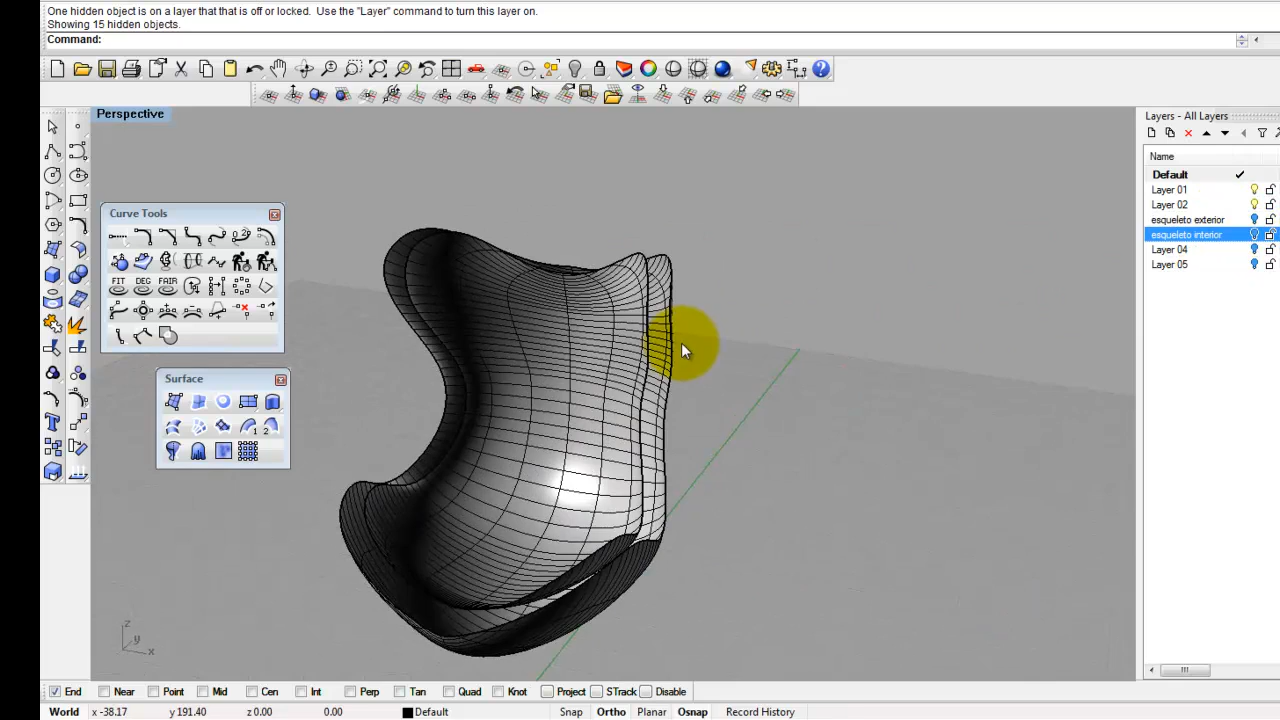 One hidden object is on a layer that that is off or locked. Use the "Layer" command to turn this layer on.
Showing 15 hidden objects.
Command:
Perspective
Layers - All Layers
Name
Default
Layer 01
Layer 02
esqueleto exterior
esqueleto interior
Layer 04
Layer 05
Curve Tools
FIT
DEG
FAIR
Surface
1
2
z
y
x
End
Near
Point
Mid
Cen
Int
Perp
Tan
Quad
Knot
Project
STrack
Disable
World
x -38.17
y 191.40
z 0.00
0.00
Default
Snap
Ortho
Planar
Osnap
Record History